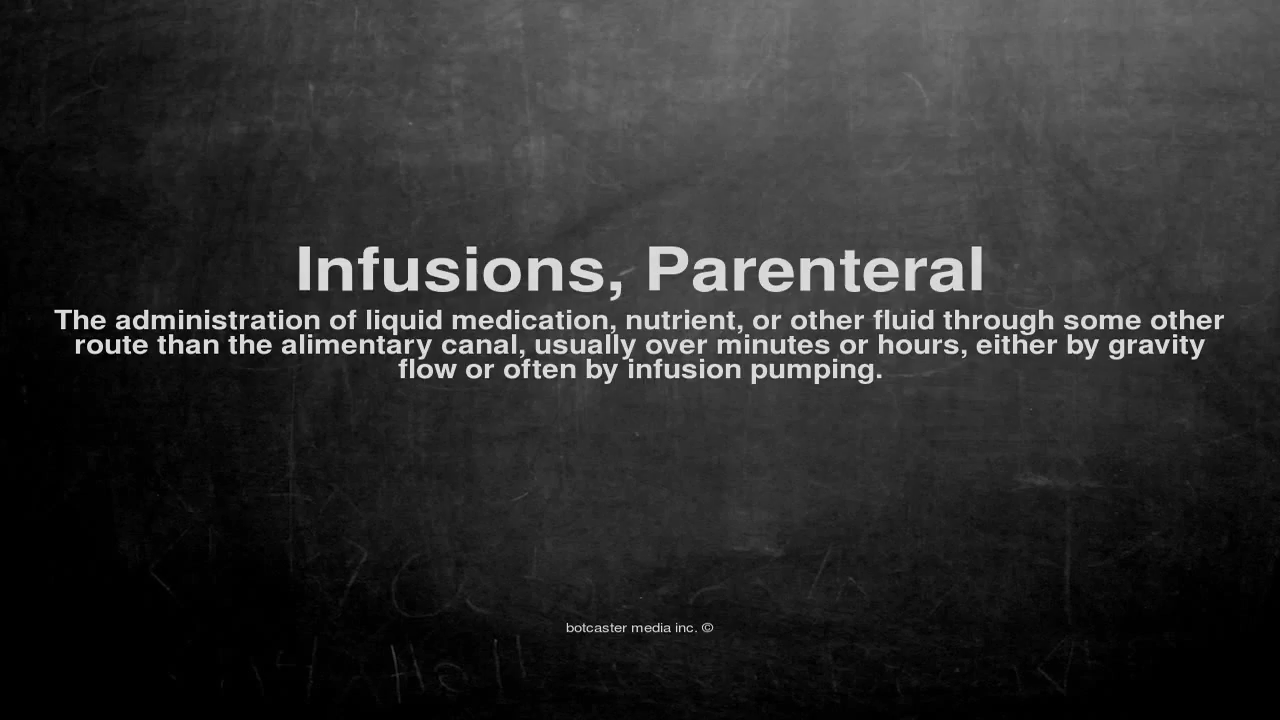 Infusions, Parenteral
The administration of liquid medication, nutrient, or other fluid through some other
route than the alimentary canal, usually over minutes or hours, either by gravity
flow or often by infusion pumping.
botcaster media inc. ©